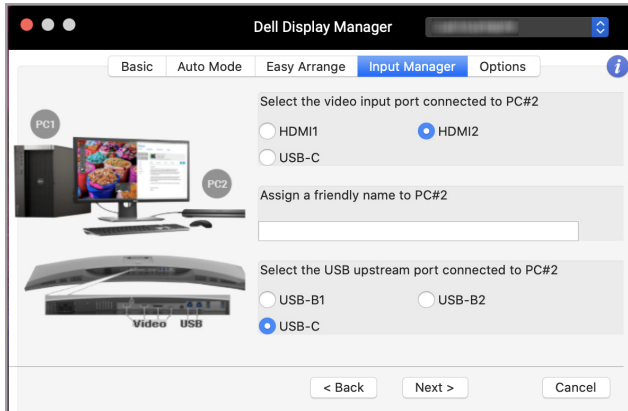 Dell Display Manager
Basic Auto Mode Easy Arrange Input Manager Options
Select the video input port connected to PC#2
HDMI1 HDMI2
USB-C
PC1
PC2
Assign a friendly name to PC#2
Select the USB upstream port connected to PC#2
USB-B1 USB-B2
USB-C
Video USB
< Back Next > Cancel